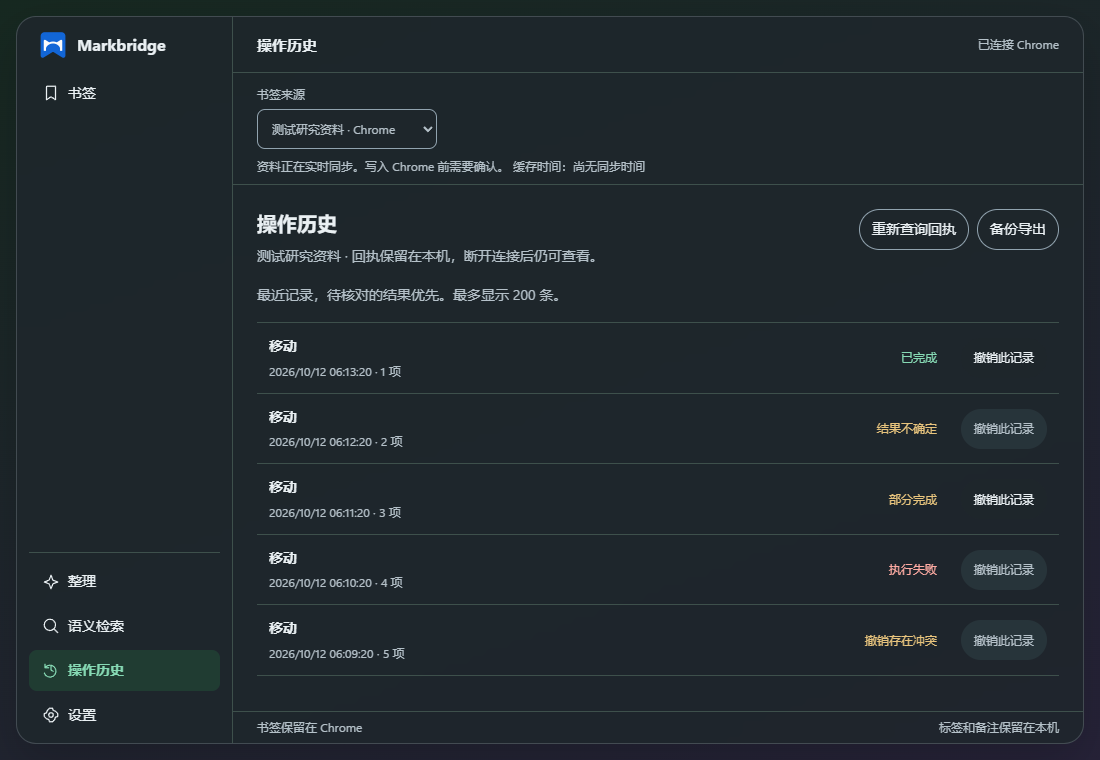 Markbridge
书签
整理
语义检索
操作历史
设置
操作历史
已连接 Chrome
书签来源
测试研究资料 · Chrome
资料正在实时同步。写入 Chrome 前需要确认。 缓存时间：尚无同步时间
操作历史
重新查询回执
备份导出
测试研究资料 · 回执保留在本机，断开连接后仍可查看。
最近记录，待核对的结果优先。最多显示 200 条。
移动
2026/10/12 06:13:20 · 1 项
已完成
撤销此记录
移动
2026/10/12 06:12:20 · 2 项
结果不确定
撤销此记录
移动
2026/10/12 06:11:20 · 3 项
部分完成
撤销此记录
移动
2026/10/12 06:10:20 · 4 项
执行失败
撤销此记录
移动
2026/10/12 06:09:20 · 5 项
撤销存在冲突
撤销此记录
书签保留在 Chrome
标签和备注保留在本机